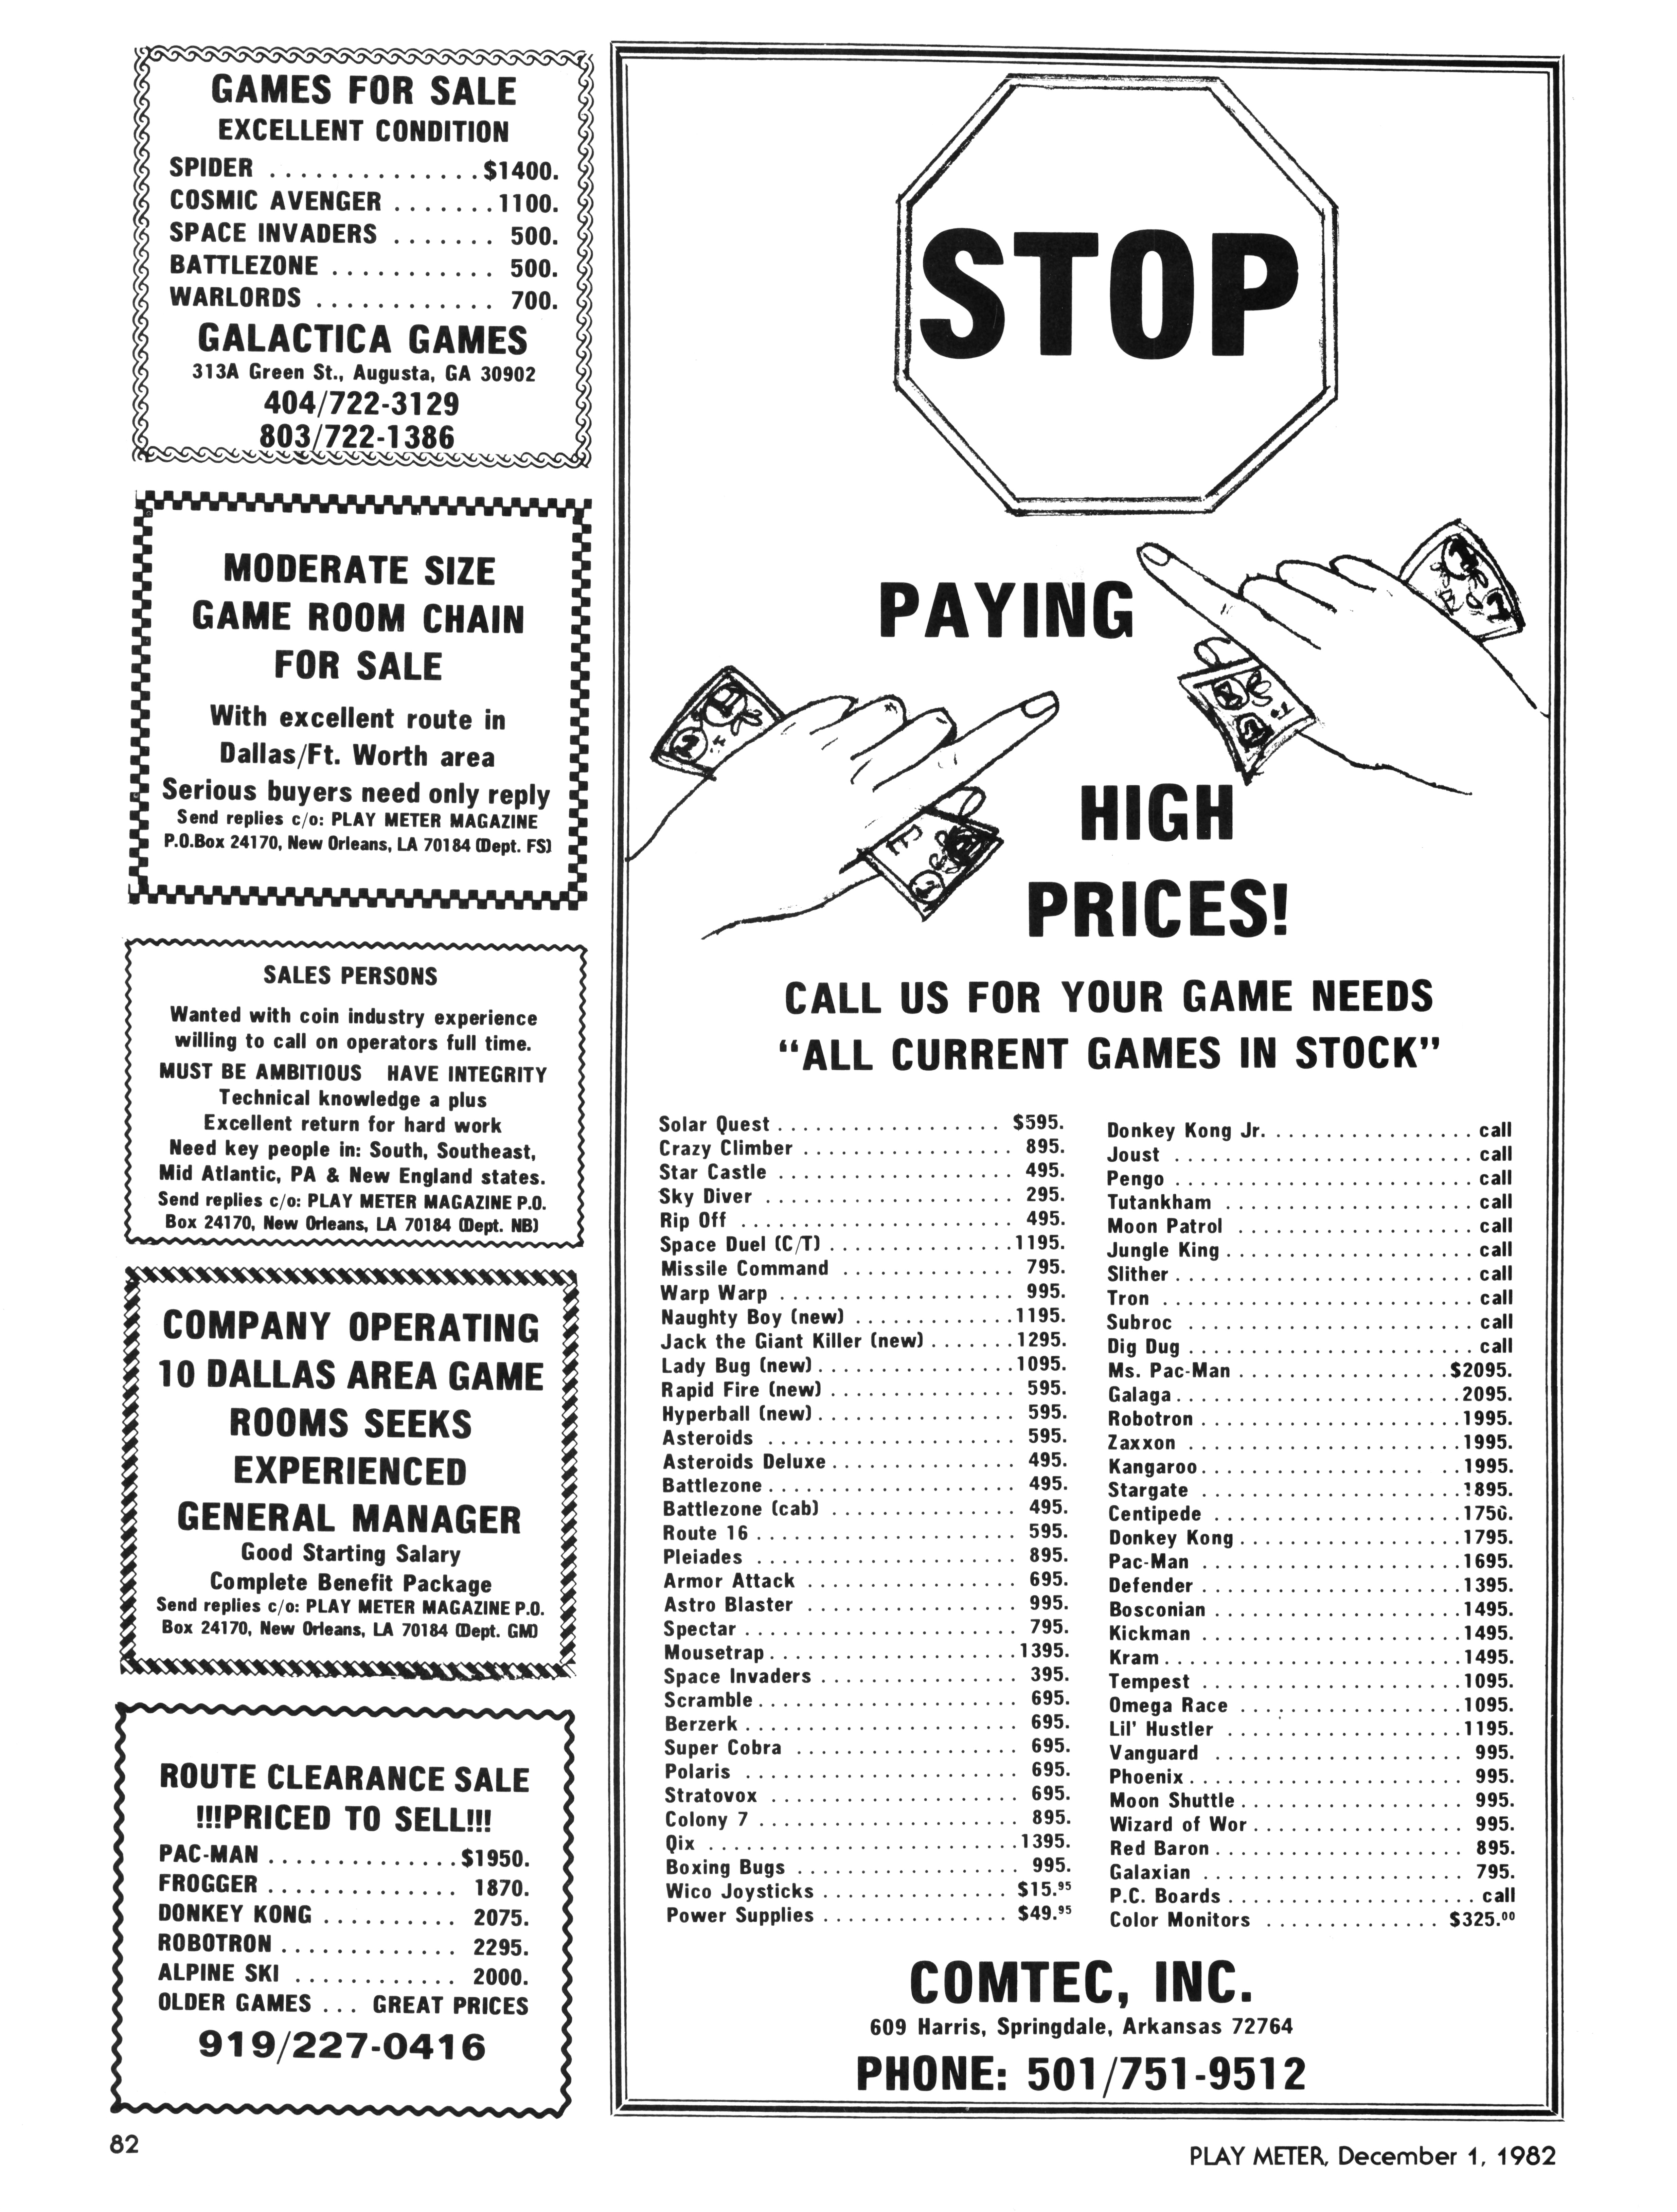 GAMES FOR SALE
EXCELLENT CONDITION
SPIDER . . . . . . . . . . . . . . $1400.
COSMIC AVENGER . . . . . . . 1100.
SPACE INVADERS . . . . . . . 500.
BATTLEZONE . . . . . . . . . . . 500.
WARLORDS . . . . . . . . . . . . 700.
GALACTICA GAMES
313A Green St., Augusta, GA 30902
404/722-3129
803/722-1386
MODERATE SIZE
GAME ROOM CHAIN
FOR SALE
With excellent route in
Dallas/Ft. Worth area
Serious buyers need only reply
Send replies c/o: PLAY METER MAGAZINE
P.O.Box 24170, New Orleans, LA 70184 (Dept. FS)
SALES PERSONS
Wanted with coin industry experience
willing to call on operators full time.
MUST BE AMBITIOUS HAVE INTEGRITY
Technical knowledge a plus
Excellent return for hard work
Need key people in: South, Southeast,
Mid Atlantic, PA & New England states.
Send replies c/o: PLAY METER MAGAZINE P.O.
Box 24170, New Orleans, LA 70184 (Dept. NB)
COMPANY OPERATING
10 DALLAS AREA GAME
ROOMS SEEKS
EXPERIENCED
GENERAL MANAGER
Good Starting Salary
Complete Benefit Package
Send replies c/o: PLAY METER MAGAZINE P.O.
Box 24170, New Orleans, LA 70184 (Dept. GM)
ROUTE CLEARANCE SALE
!!!PRICED TO SELL!!!
PAC-MAN . . . . . . . . . . . . . . $1950.
FROGGER . . . . . . . . . . . . . . 1870.
DONKEY KONG . . . . . . . . . . 2075.
ROBOTRON . . . . . . . . . . . . . 2295.
ALPINE SKI . . . . . . . . . . . . 2000.
OLDER GAMES . . . GREAT PRICES
919/227-0416
STOP
PAYING
HIGH
PRICES!
CALL US FOR YOUR GAME NEEDS
"ALL CURRENT GAMES IN STOCK"
Solar Quest . . . . . . . . . . $595.
Crazy Climber . . . . . . . . . . 895.
Star Castle . . . . . . . . . . 495.
Sky Diver . . . . . . . . . . 295.
Rip Off . . . . . . . . . . 495.
Space Duel (C/T) . . . . . . . . . . 1195.
Missile Command . . . . . . . . . . 795.
Warp Warp . . . . . . . . . . 995.
Naughty Boy (new) . . . . . . . . . . 1195.
Jack the Giant Killer (new) . . . . . . . 1295.
Lady Bug (new) . . . . . . . . . . 1095.
Rapid Fire (new) . . . . . . . . . . 595.
Hyperball (new) . . . . . . . . . . 595.
Asteroids . . . . . . . . . . 595.
Asteroids Deluxe . . . . . . . . . . 495.
Battlezone . . . . . . . . . . 495.
Battlezone (cab) . . . . . . . . . . 495.
Route 16 . . . . . . . . . . 595.
Pleiades . . . . . . . . . . 895.
Armor Attack . . . . . . . . . . 695.
Astro Blaster . . . . . . . . . . 995.
Spectar . . . . . . . . . . 795.
Mousetrap . . . . . . . . . . 1395.
Space Invaders . . . . . . . . . . 395.
Scramble . . . . . . . . . . 695.
Berzerk . . . . . . . . . . 695.
Super Cobra . . . . . . . . . . 695.
Polaris . . . . . . . . . . 695.
Stratovox . . . . . . . . . . 695.
Colony 7 . . . . . . . . . . 895.
Qix . . . . . . . . . . 1395.
Boxing Bugs . . . . . . . . . . 995.
Wico Joysticks . . . . . . . . . . $15.95
Power Supplies . . . . . . . . . . $49.95
Donkey Kong Jr. . . . . . . . . . . call
Joust . . . . . . . . . . call
Pengo . . . . . . . . . . call
Tutankham . . . . . . . . . . call
Moon Patrol . . . . . . . . . . call
Jungle King . . . . . . . . . . call
Slither . . . . . . . . . . call
Tron . . . . . . . . . . call
Subroc . . . . . . . . . . call
Dig Dug . . . . . . . . . . call
Ms. Pac-Man . . . . . . . . . . $2095.
Galaga . . . . . . . . . . 2095.
Robotron . . . . . . . . . . 1995.
Zaxxon . . . . . . . . . . 1995.
Kangaroo . . . . . . . . . . 1995.
Stargate . . . . . . . . . . 1895.
Centipede . . . . . . . . . . 1750.
Donkey Kong . . . . . . . . . . 1795.
Pac-Man . . . . . . . . . . 1695.
Defender . . . . . . . . . . 1395.
Bosconian . . . . . . . . . . 1495.
Kickman . . . . . . . . . . 1495.
Kram . . . . . . . . . . 1495.
Tempest . . . . . . . . . . 1095.
Omega Race . . . . . . . . . . 1095.
Lil' Hustler . . . . . . . . . . 1195.
Vanguard . . . . . . . . . . 995.
Phoenix . . . . . . . . . . 995.
Moon Shuttle . . . . . . . . . . 995.
Wizard of Wor . . . . . . . . . . 995.
Red Baron . . . . . . . . . . 895.
Galaxian . . . . . . . . . . 795.
P.C. Boards . . . . . . . . . . call
Color Monitors . . . . . . . . . . $325.00
COMTEC, INC.
609 Harris, Springdale, Arkansas 72764
PHONE: 501/751-9512
82
PLAY METER, December 1, 1982